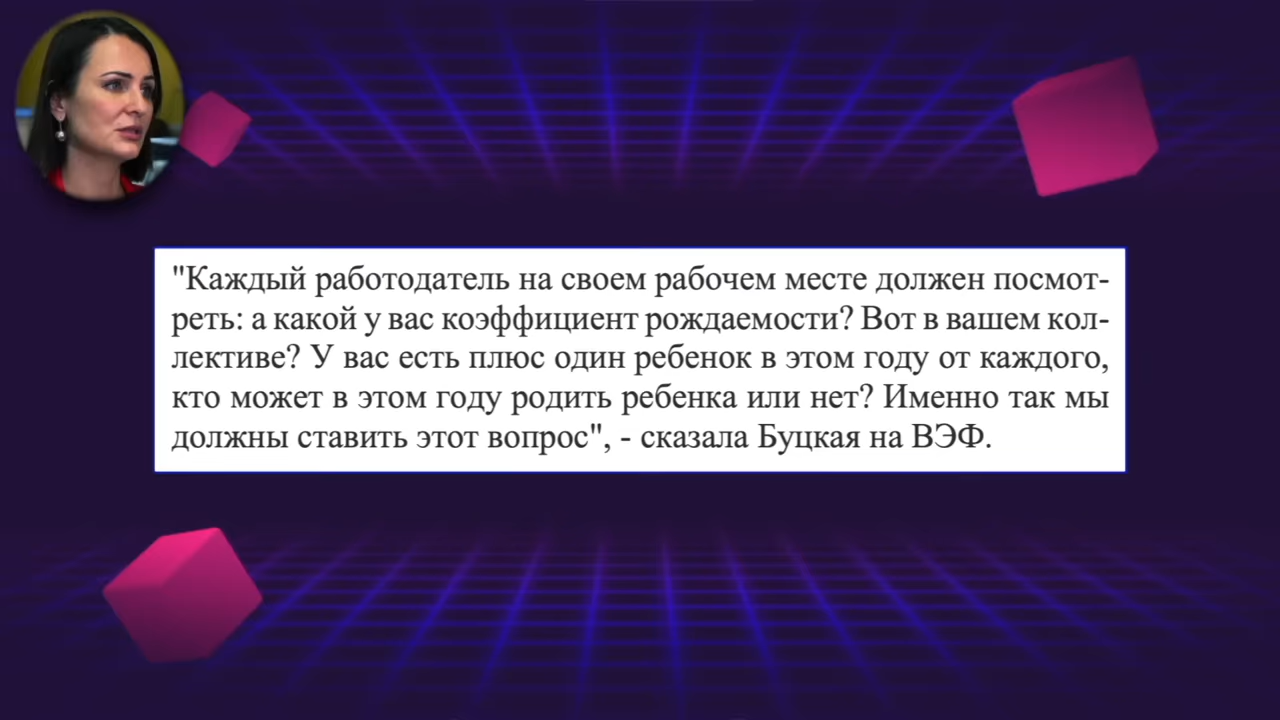 "Каждый работодатель на своем рабочем месте должен посмот-
реть: а какой у вас коэффициент рождаемости? Вот в вашем кол-
лективе? У вас есть плюс один ребенок в этом году от каждого,
кто может в этом году родить ребенка или нет? Именно так мы
должны ставить этот вопрос", - сказала Буцкая на ВЭФ.